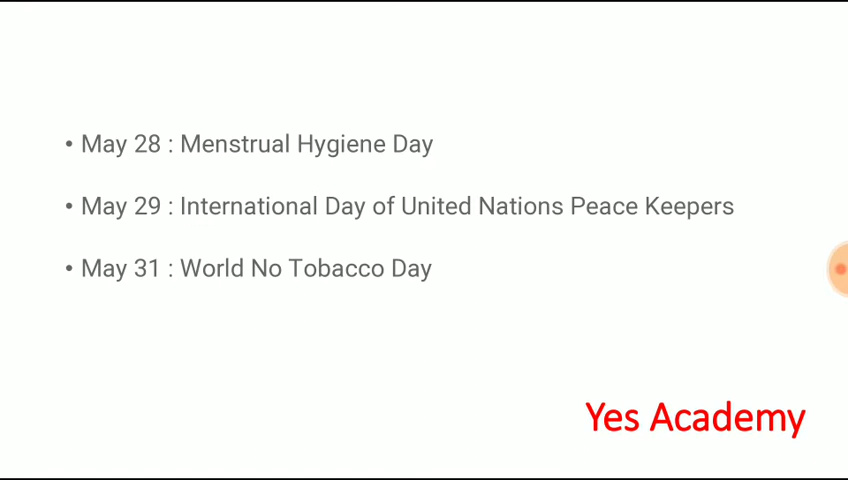 • May 28 : Menstrual Hygiene Day
• May 29 : International Day of United Nations Peace Keepers
• May 31 : World No Tobacco Day
Yes Academy